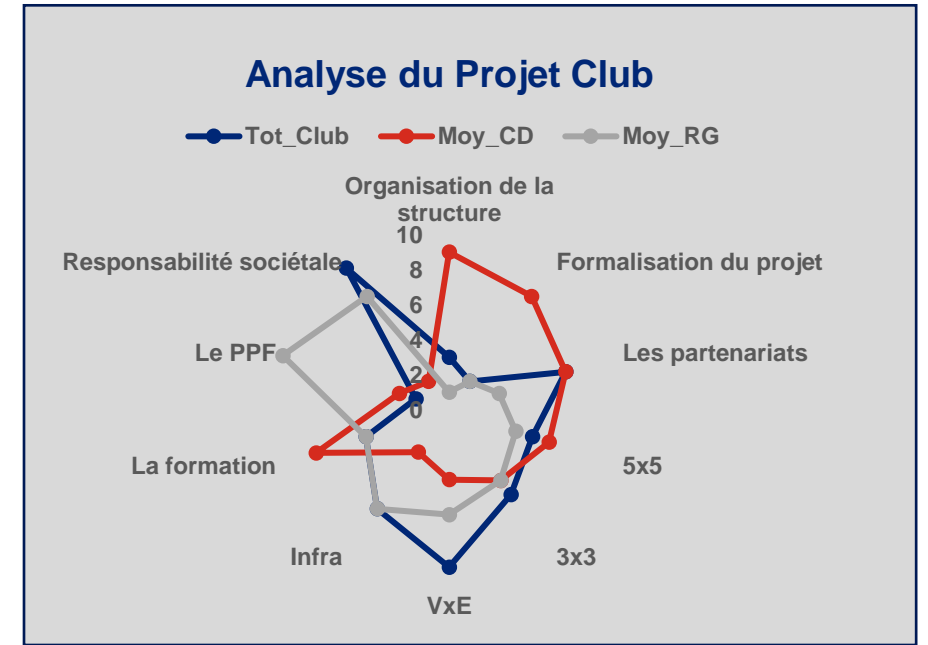 Analyse du Projet Club
Tot_Club Moy_CD Moy_RG
Organisation de la
structure
10
Responsabilité sociétale
8
Formalisation du projet
6
4
Le PPF
Les partenariats
2
0
La formation
5x5
Infra
3x3
VxE